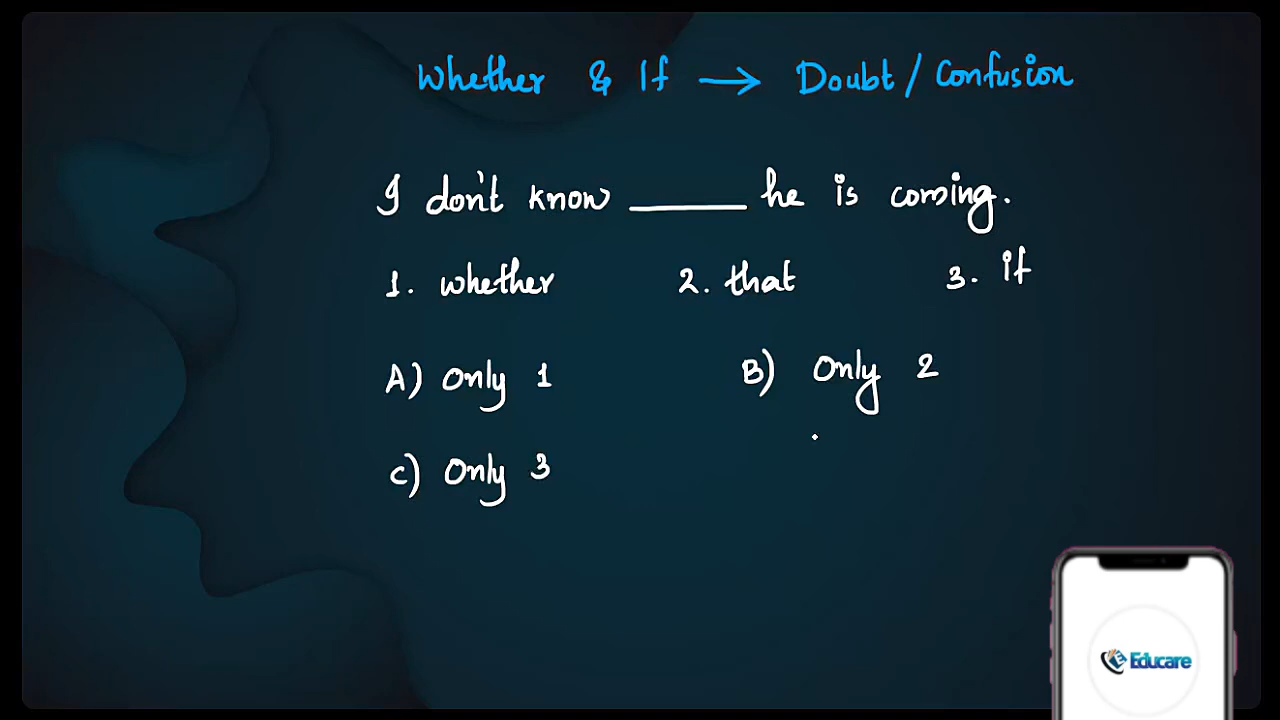 Whether & If → Doubt / Confusion
I don't know ______ he is coming.
1. whether 2. that 3. if
A) Only 1 B) Only 2
C) Only 3
Educare